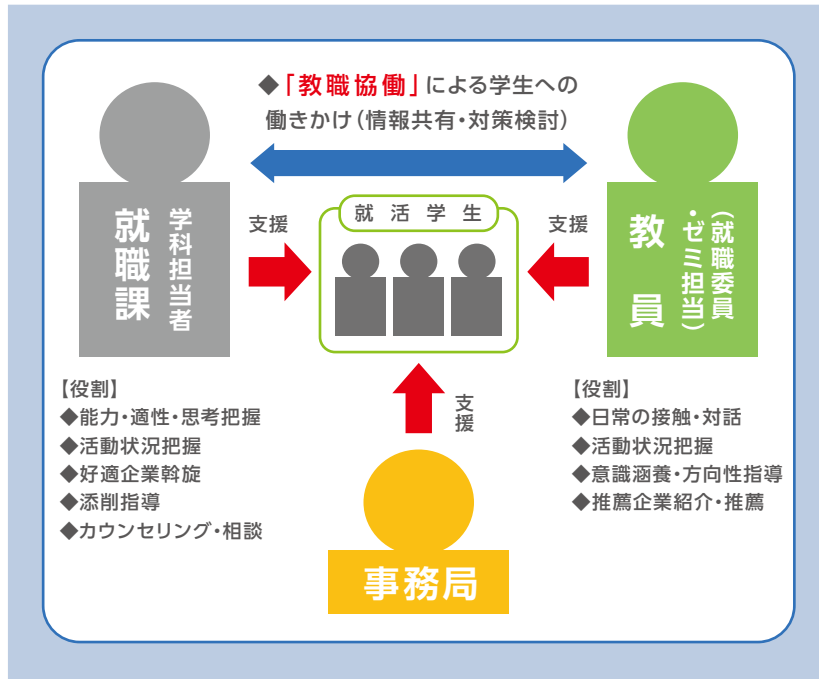 ◆「教職協働」による学生への
働きかけ(情報共有・対策検討)
就職課
学科担当者
支援
就活学生
支援
教員
(就職委員
・ゼミ担当)
【役割】
◆能力・適性・思考把握
◆活動状況把握
◆好適企業斡旋
◆添削指導
◆カウンセリング・相談
支援
事務局
【役割】
◆日常の接触・対話
◆活動状況把握
◆意識涵養・方向性指導
◆推薦企業紹介・推薦